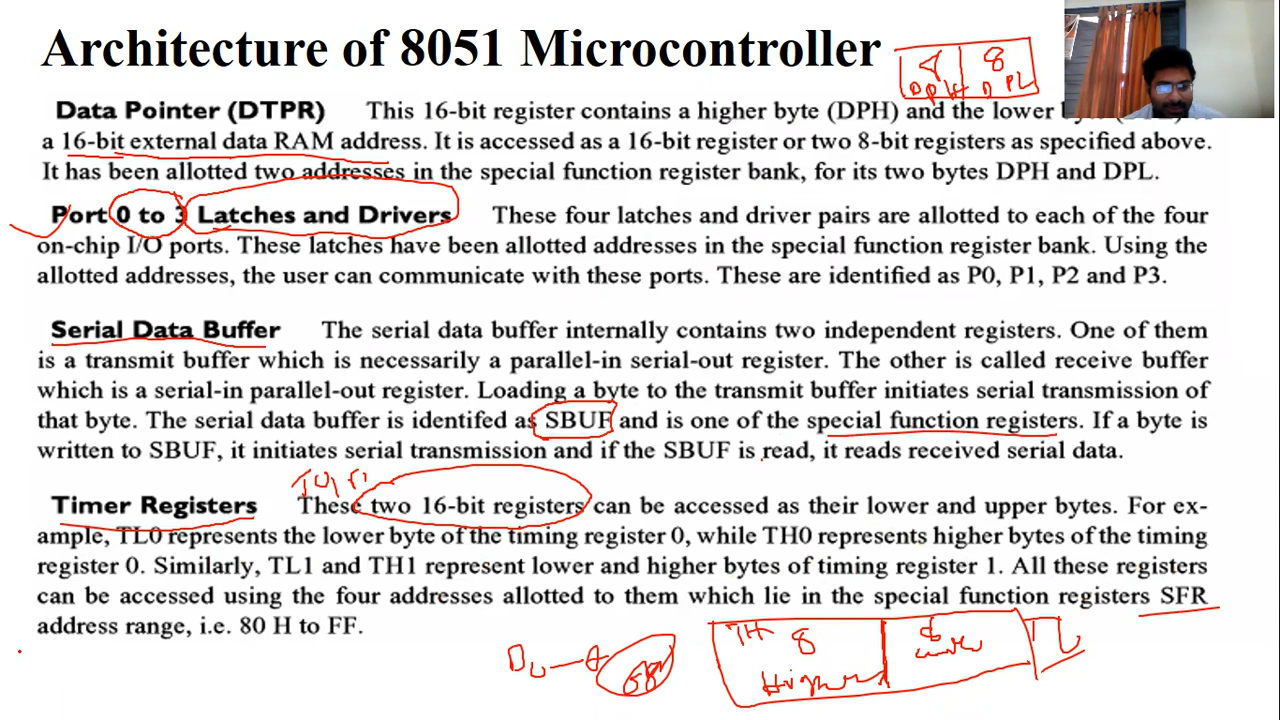 Architecture of 8051 Microcontroller
8 8
DPH DPL
Data Pointer (DTPR) This 16-bit register contains a higher byte (DPH) and the lower
a 16-bit external data RAM address. It is accessed as a 16-bit register or two 8-bit registers as specified above.
It has been allotted two addresses in the special function register bank, for its two bytes DPH and DPL.
Port 0 to 3 Latches and Drivers These four latches and driver pairs are allotted to each of the four
on-chip I/O ports. These latches have been allotted addresses in the special function register bank. Using the
allotted addresses, the user can communicate with these ports. These are identified as P0, P1, P2 and P3.
Serial Data Buffer The serial data buffer internally contains two independent registers. One of them
is a transmit buffer which is necessarily a parallel-in serial-out register. The other is called receive buffer
which is a serial-in parallel-out register. Loading a byte to the transmit buffer initiates serial transmission of
that byte. The serial data buffer is identifed as SBUF and is one of the special function registers. If a byte is
written to SBUF, it initiates serial transmission and if the SBUF is read, it reads received serial data.
Timer Registers These two 16-bit registers can be accessed as their lower and upper bytes. For ex-
ample, TL0 represents the lower byte of the timing register 0, while TH0 represents higher bytes of the timing
register 0. Similarly, TL1 and TH1 represent lower and higher bytes of timing register 1. All these registers
can be accessed using the four addresses allotted to them which lie in the special function registers SFR
address range, i.e. 80 H to FF.
TH 8
Higher